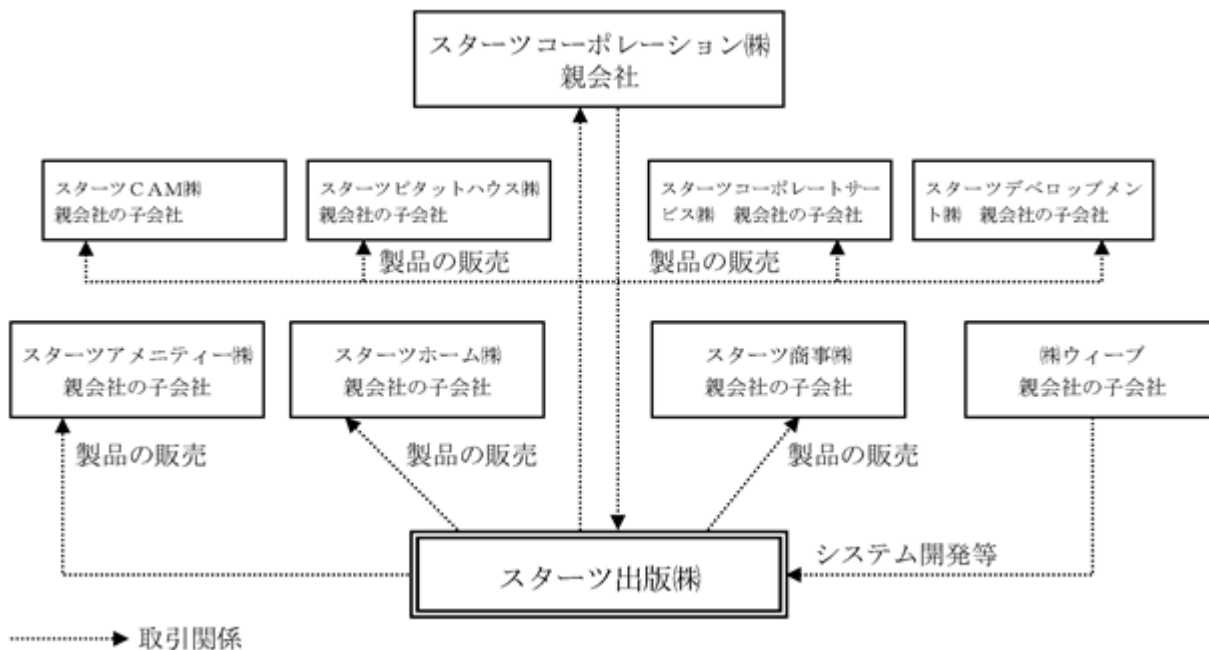 スターツコーポレーション㈱
親会社
スターツCAM㈱
親会社の子会社
スターツピタットハウス㈱
親会社の子会社
スターツコーポレートサー
ビス㈱　親会社の子会社
スターツデベロップメン
ト㈱　親会社の子会社
製品の販売
製品の販売
スターツアメニティー㈱
親会社の子会社
スターツホーム㈱
親会社の子会社
スターツ商事㈱
親会社の子会社
㈱ウィーブ
親会社の子会社
製品の販売
製品の販売
製品の販売
システム開発等
スターツ出版㈱
取引関係